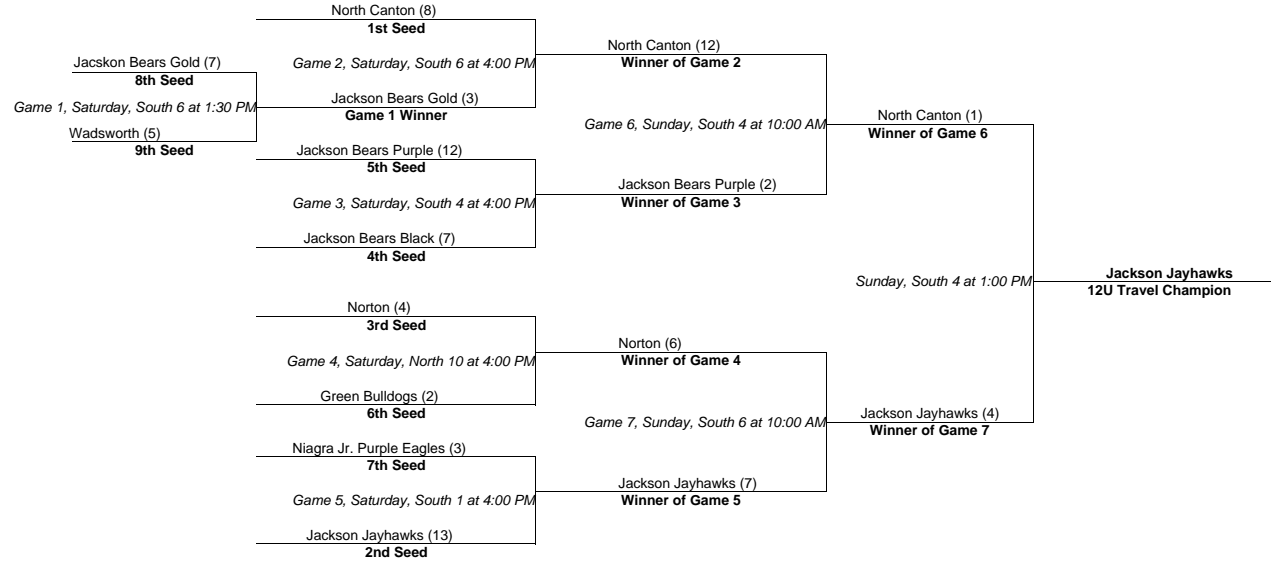 North Canton (8)
1st Seed
Game 2, Saturday, South 6 at 4:00 PM
North Canton (12)
Winner of Game 2
Jacskon Bears Gold (7)
8th Seed
Game 1, Saturday, South 6 at 1:30 PM
Jackson Bears Gold (3)
Game 1 Winner
Wadsworth (5)
9th Seed
Game 6, Sunday, South 4 at 10:00 AM
North Canton (1)
Winner of Game 6
Jackson Bears Purple (12)
5th Seed
Game 3, Saturday, South 4 at 4:00 PM
Jackson Bears Purple (2)
Winner of Game 3
Jackson Bears Black (7)
4th Seed
Sunday, South 4 at 1:00 PM
Jackson Jayhawks
12U Travel Champion
Norton (4)
3rd Seed
Game 4, Saturday, North 10 at 4:00 PM
Norton (6)
Winner of Game 4
Green Bulldogs (2)
6th Seed
Game 7, Sunday, South 6 at 10:00 AM
Jackson Jayhawks (4)
Winner of Game 7
Niagra Jr. Purple Eagles (3)
7th Seed
Game 5, Saturday, South 1 at 4:00 PM
Jackson Jayhawks (7)
Winner of Game 5
Jackson Jayhawks (13)
2nd Seed